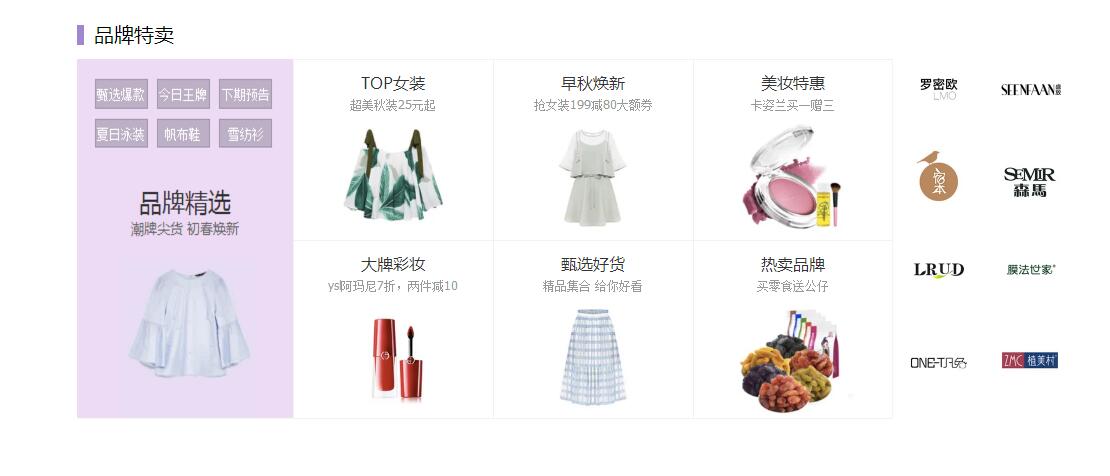 品牌特卖
甄选爆款 今日王牌 下期预告
夏日泳装 帆布鞋 雪纺衫
品牌精选
潮牌尖货 初春焕新
TOP女装
超美秋装25元起
早秋焕新
抢女装199减80大额券
美妆特惠
卡姿兰买一赠三
大牌彩妆
ysl阿玛尼7折，两件减10
甄选好货
精品集合 给你好看
热卖品牌
买零食送公仔
罗密欧
LMO
宿本
SEMIR
森馬
LRUD
膜法世家
ONE-T凡兮
ZMC 植美村